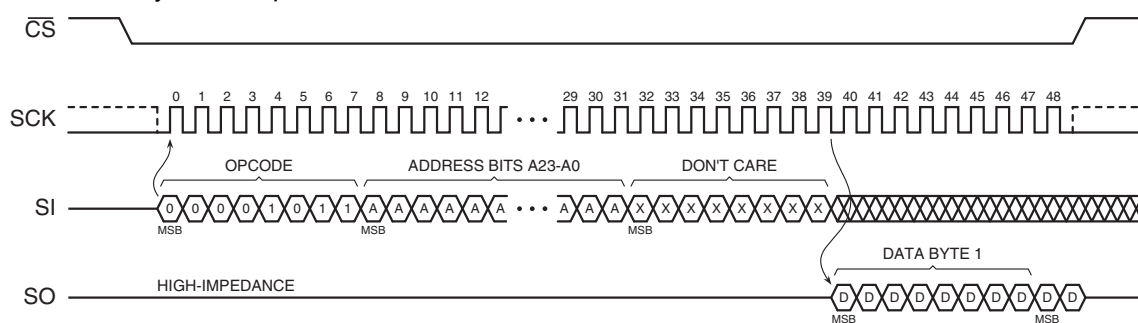 CS
0 1 2 3 4 5 6 7 8 9 10 11 12 29 30 31 32 33 34 35 36 37 38 39 40 41 42 43 44 45 46 47 48
SCK
OPCODE ADDRESS BITS A23-A0 DON'T CARE
SI 0 0 0 0 1 0 1 1 A A A A A A A A A X X X X X X X X
MSB MSB MSB
DATA BYTE 1
SO HIGH-IMPEDANCE D D D D D D D D D D
MSB MSB